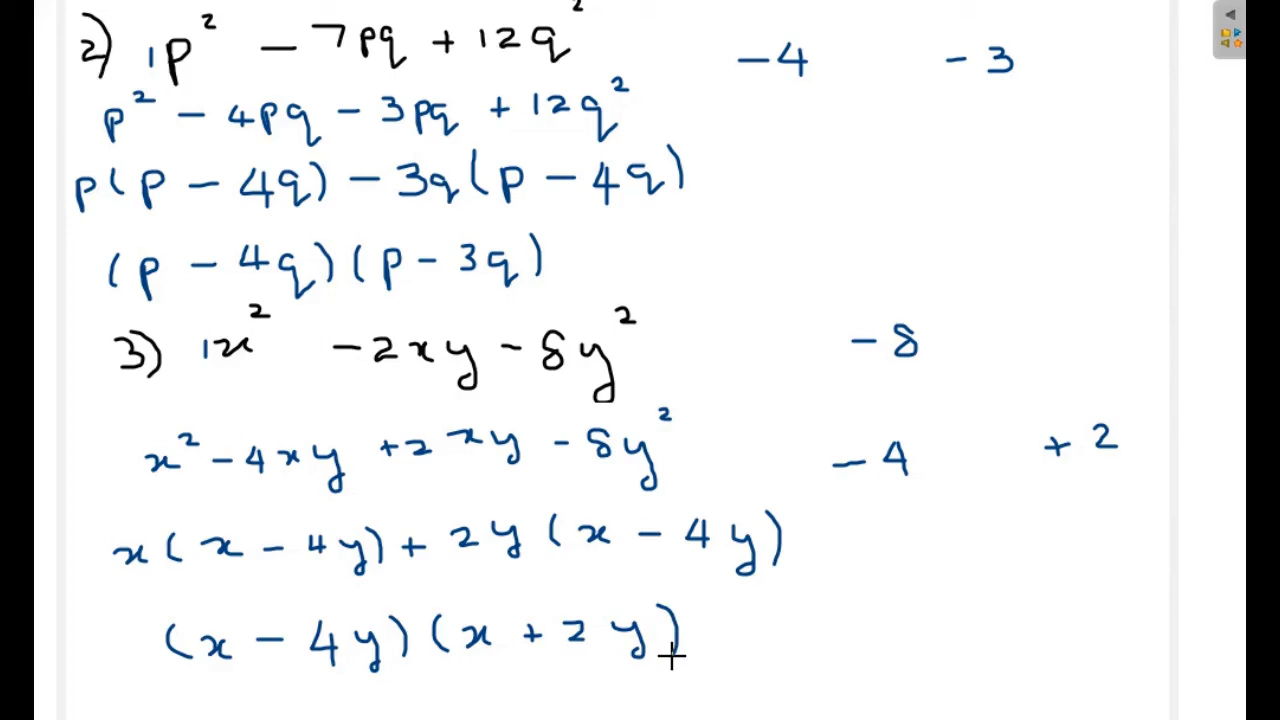 2) 1p² - 7pq + 12q² -4 -3
p² - 4pq - 3pq + 12q²
p(p - 4q) - 3q(p - 4q)
(p - 4q)(p - 3q)
3) 1x² - 2xy - 8y² -8
x² - 4xy + 2xy - 8y² -4 +2
x(x - 4y) + 2y(x - 4y)
(x - 4y)(x + 2y)